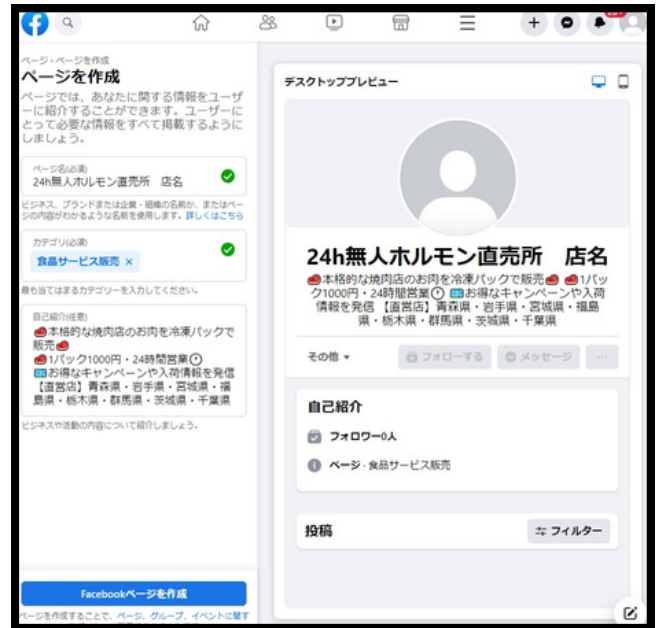 ページ・ページを作成
ページを作成
ページでは、あなたに関する情報をユーザ
ーに紹介することができます。ユーザーに
とって必要な情報をすべて掲載するように
しましょう。
ページ名(必須)
24h無人ホルモン直売所 店名
ビジネス、ブランドまたは企業・組織の名前か、またはペー
ジの内容がわかるような名前を使用します。詳しくはこちら
カテゴリ(必須)
食品サービス販売 ×
最も当てはまるカテゴリーを入力してください。
自己紹介(任意)
🥩本格的な焼肉店のお肉を冷凍パックで
販売🥩
🥩1パック1000円・24時間営業🕛
お得なキャンペーンや入荷情報を発信
【直営店】青森県・岩手県・宮城県・福
島県・栃木県・群馬県・茨城県・千葉県
ビジネスや活動の内容について紹介しましょう。
Facebookページを作成
ページを作成することで、ページ、グループ、イベントに関す
デスクトッププレビュー
24h無人ホルモン直売所 店名
🥩本格的な焼肉店のお肉を冷凍パックで販売🥩 🥩1パッ
ク1000円・24時間営業🕛 お得なキャンペーンや入荷
情報を発信 【直営店】青森県・岩手県・宮城県・福島
県・栃木県・群馬県・茨城県・千葉県
その他
フォローする
メッセージ
…
自己紹介
フォロワー0人
ページ · 食品サービス販売
投稿
フィルター